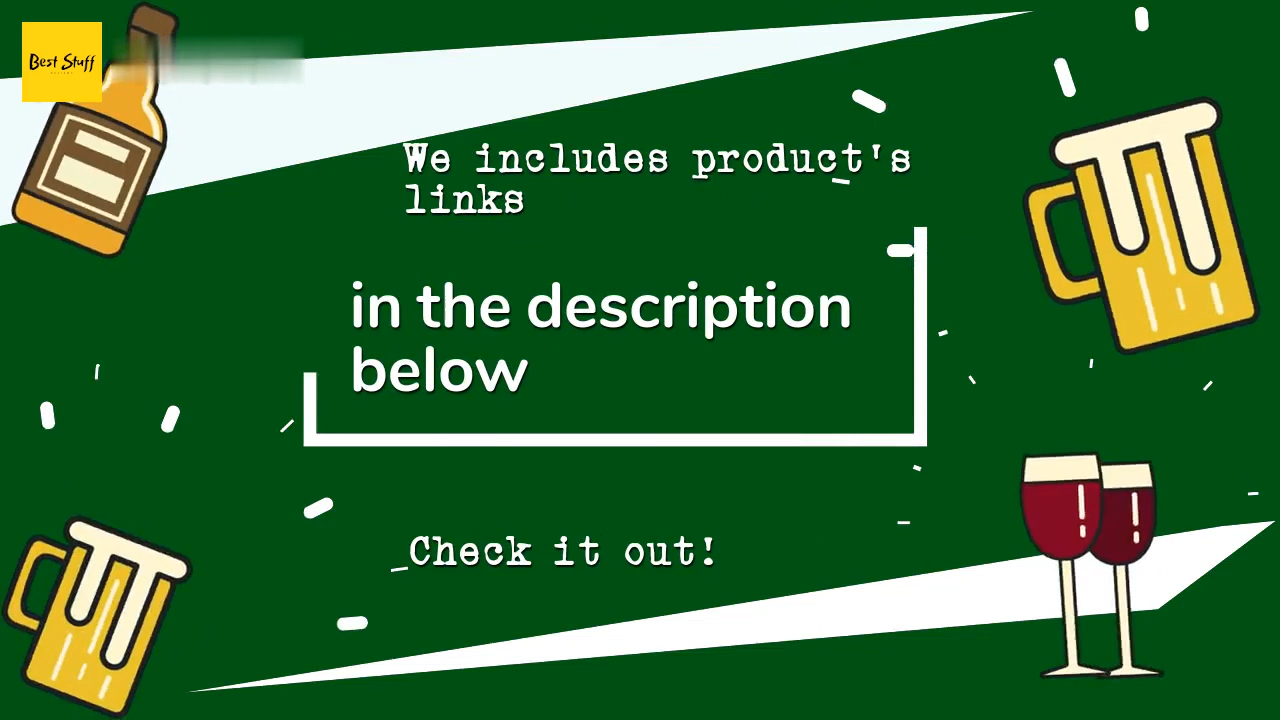 Best Stuff
We includes product's
links
in the description
below
Check it out!